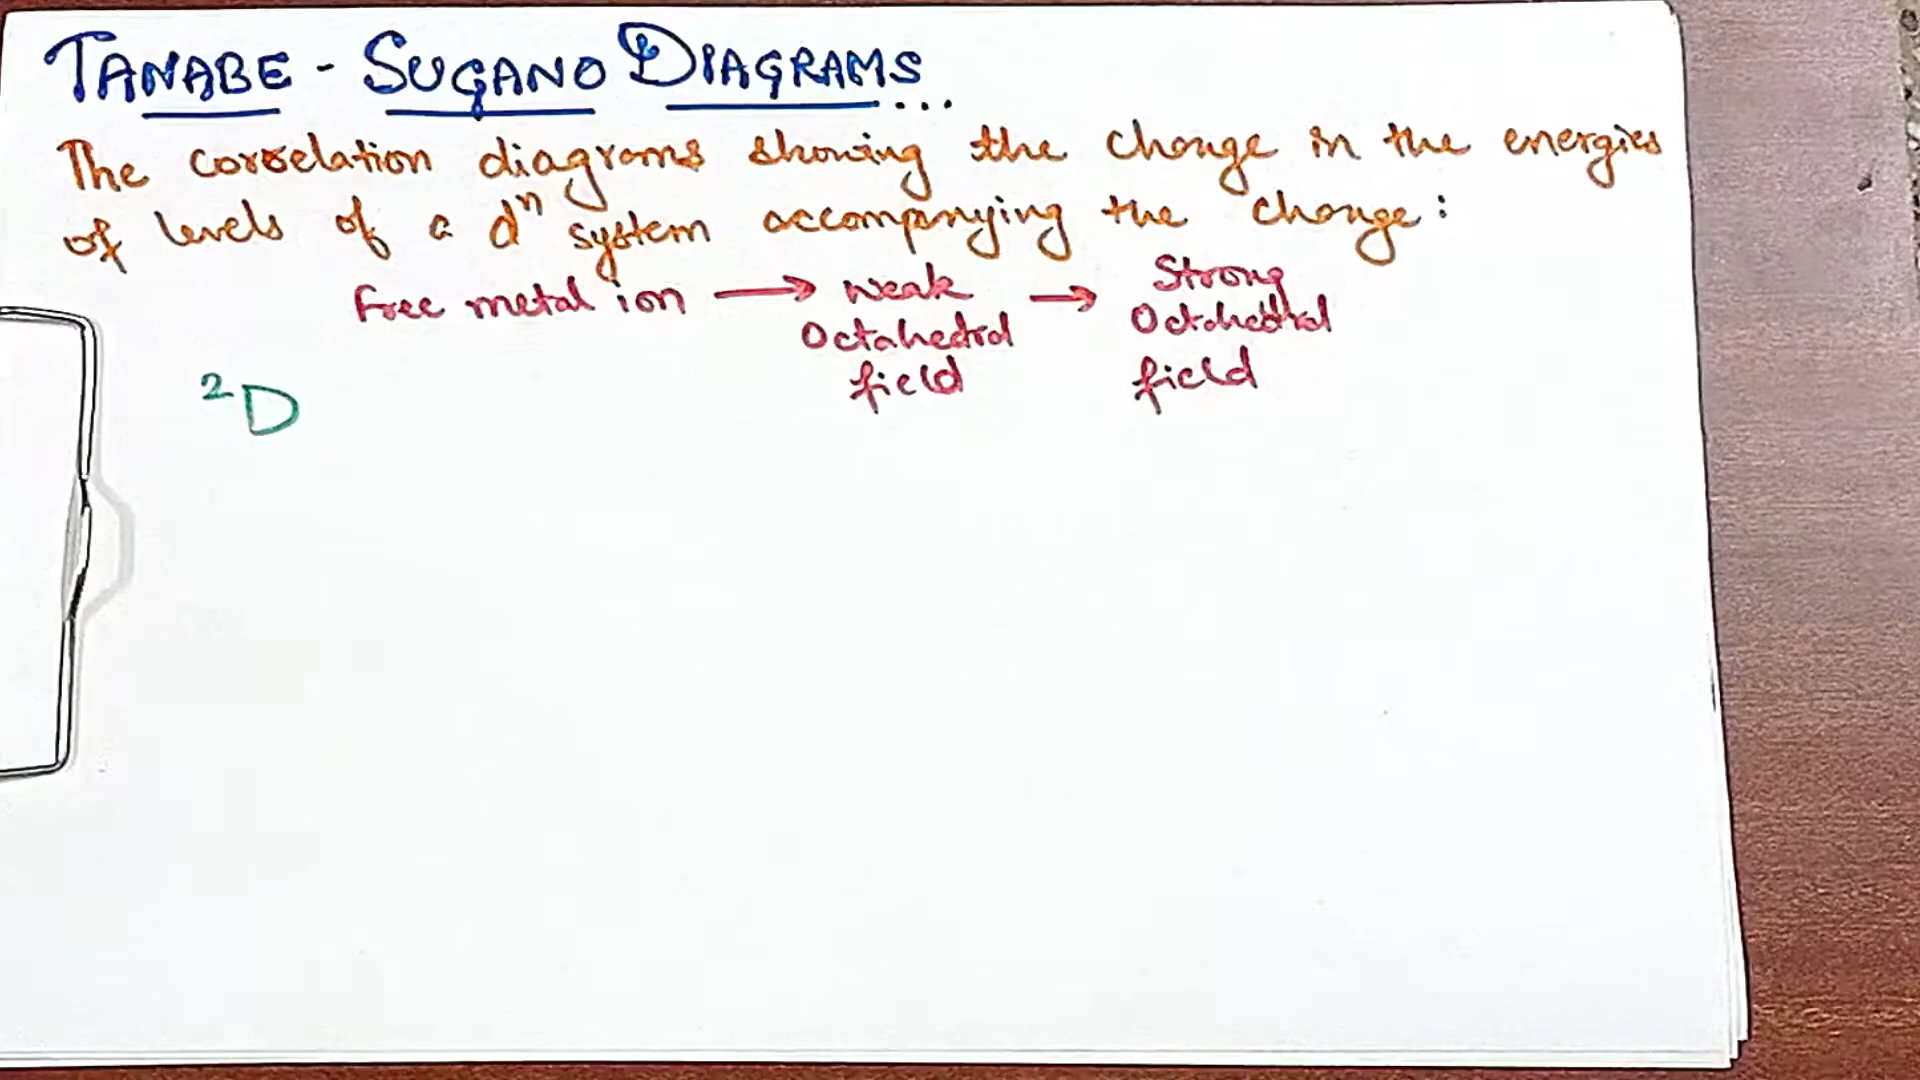 TANABE - SUGANO DIAGRAMS...
The correlation diagrams showing the change in the energies
of levels of a dⁿ system accompanying the change:
Free metal ion → Weak Octahedral field → Strong Octahedral field
²D